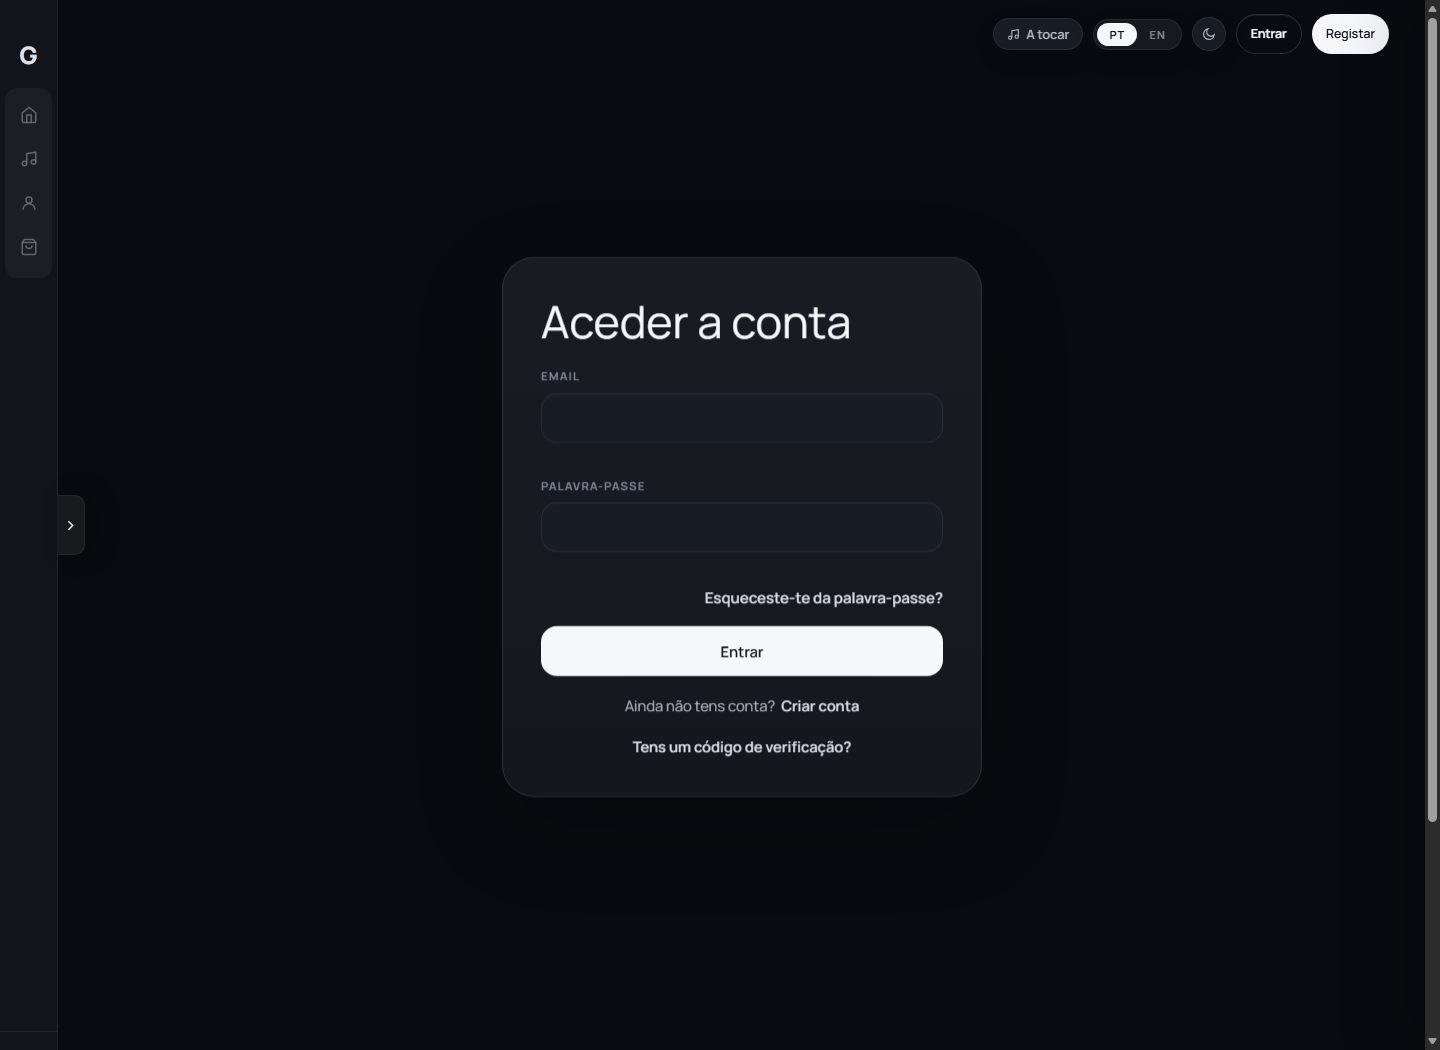 G
A tocar
PT EN
Entrar
Registar
Aceder a conta
EMAIL
PALAVRA-PASSE
Esqueceste-te da palavra-passe?
Entrar
Ainda não tens conta? Criar conta
Tens um código de verificação?